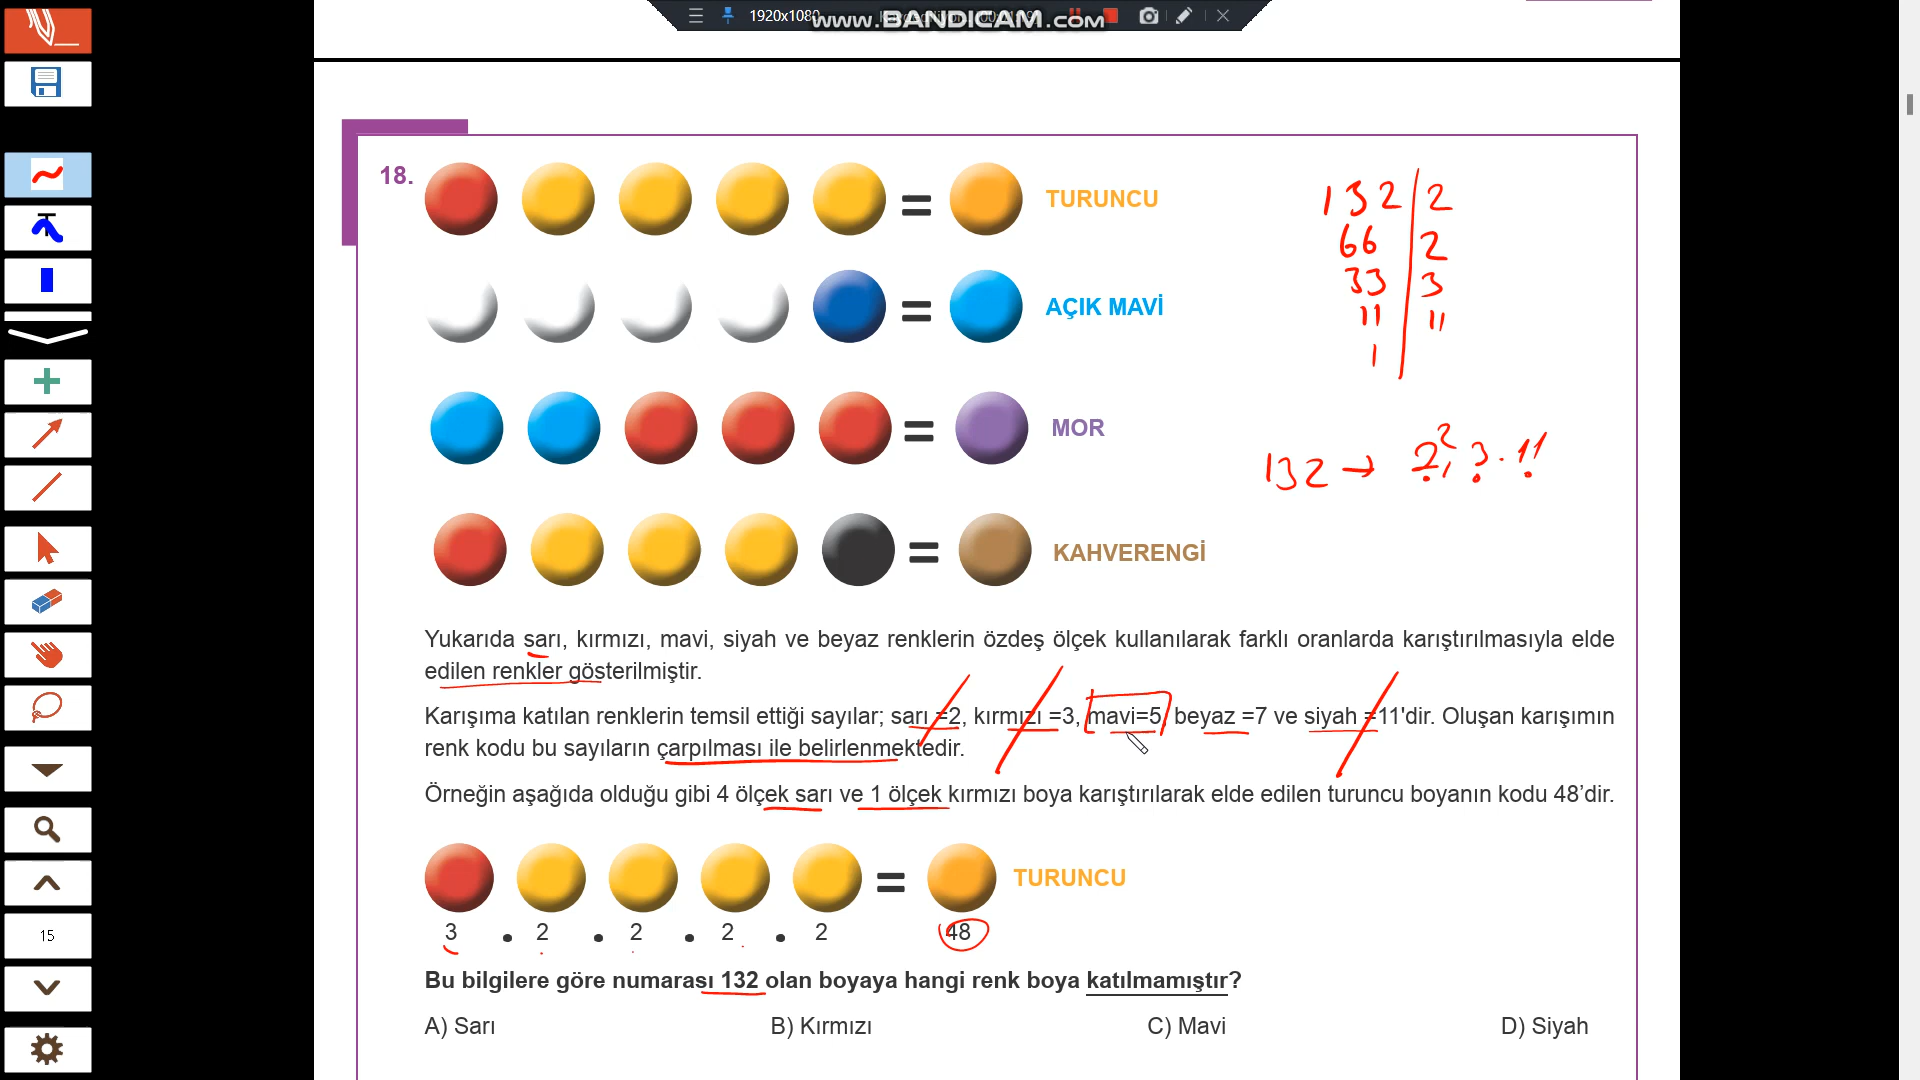 1920x1080
www.BANDICAM.com
18.
TURUNCU
132 2
66 2
33 3
11 11
1
AÇIK MAVİ
MOR
132 → 2², 3 . 11
KAHVERENGİ
Yukarıda sarı, kırmızı, mavi, siyah ve beyaz renklerin özdeş ölçek kullanılarak farklı oranlarda karıştırılmasıyla elde
edilen renkler gösterilmiştir.
Karışıma katılan renklerin temsil ettiği sayılar; sarı =2, kırmızı =3, mavi=5, beyaz =7 ve siyah =11'dir. Oluşan karışımın
renk kodu bu sayıların çarpılması ile belirlenmektedir.
Örneğin aşağıda olduğu gibi 4 ölçek sarı ve 1 ölçek kırmızı boya karıştırılarak elde edilen turuncu boyanın kodu 48’dir.
= TURUNCU
3 . 2 . 2 . 2 . 2 48
Bu bilgilere göre numarası 132 olan boyaya hangi renk boya katılmamıştır?
A) Sarı B) Kırmızı C) Mavi D) Siyah
15